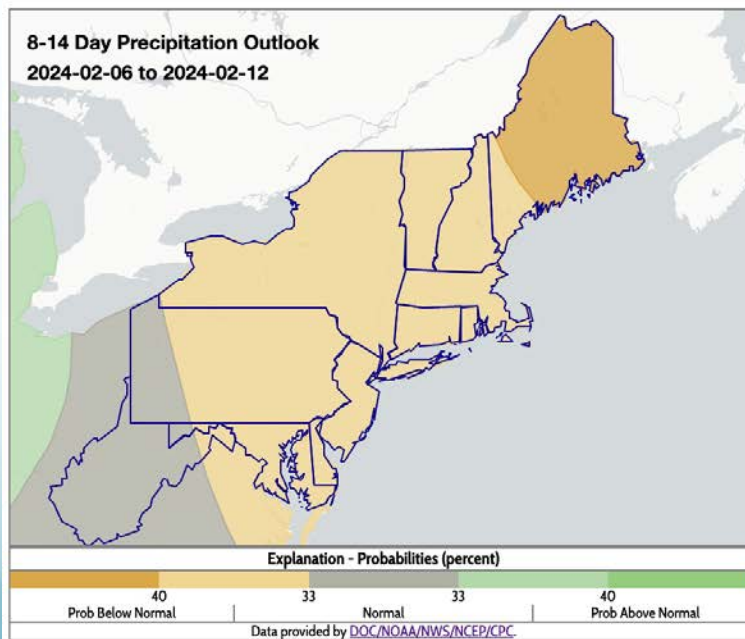 8-14 Day Precipitation Outlook
2024-02-06 to 2024-02-12
Explanation - Probabilities (percent)
40 33 33 40
Prob Below Normal Normal Prob Above Normal
Data provided by DOC/NOAA/NWS/NCEP/CPC